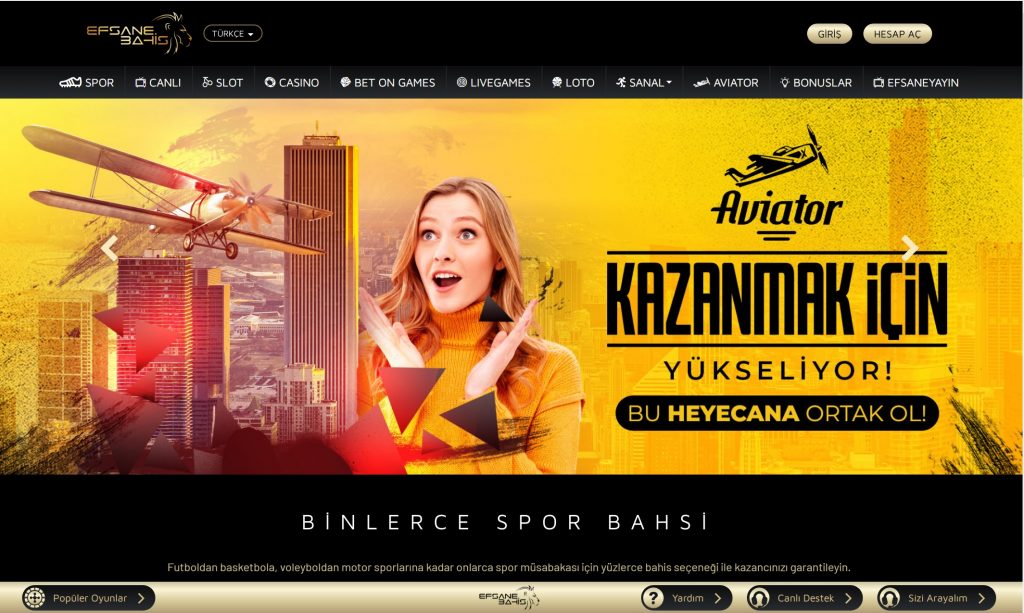 EFSANE
BAHİS
TÜRKÇE
GİRİŞ
HESAP AÇ
SPOR
CANLI
SLOT
CASINO
BET ON GAMES
LIVEGAMES
LOTO
SANAL
AVIATOR
BONUSLAR
EFSANEYAYIN
Aviator
KAZANMAK İÇİN
YÜKSELİYOR!
BU HEYECANA ORTAK OL!
BİNLERCE SPOR BAHSİ
Futboldan basketbola, voleyboldan motor sporlarına kadar onlarca spor müsabakası için yüzlerce bahis seçeneği ile kazancınızı garantileyin.
Popüler Oyunlar
EFSANE
BAHİS
Yardım
Canlı Destek
Sizi Arayalım